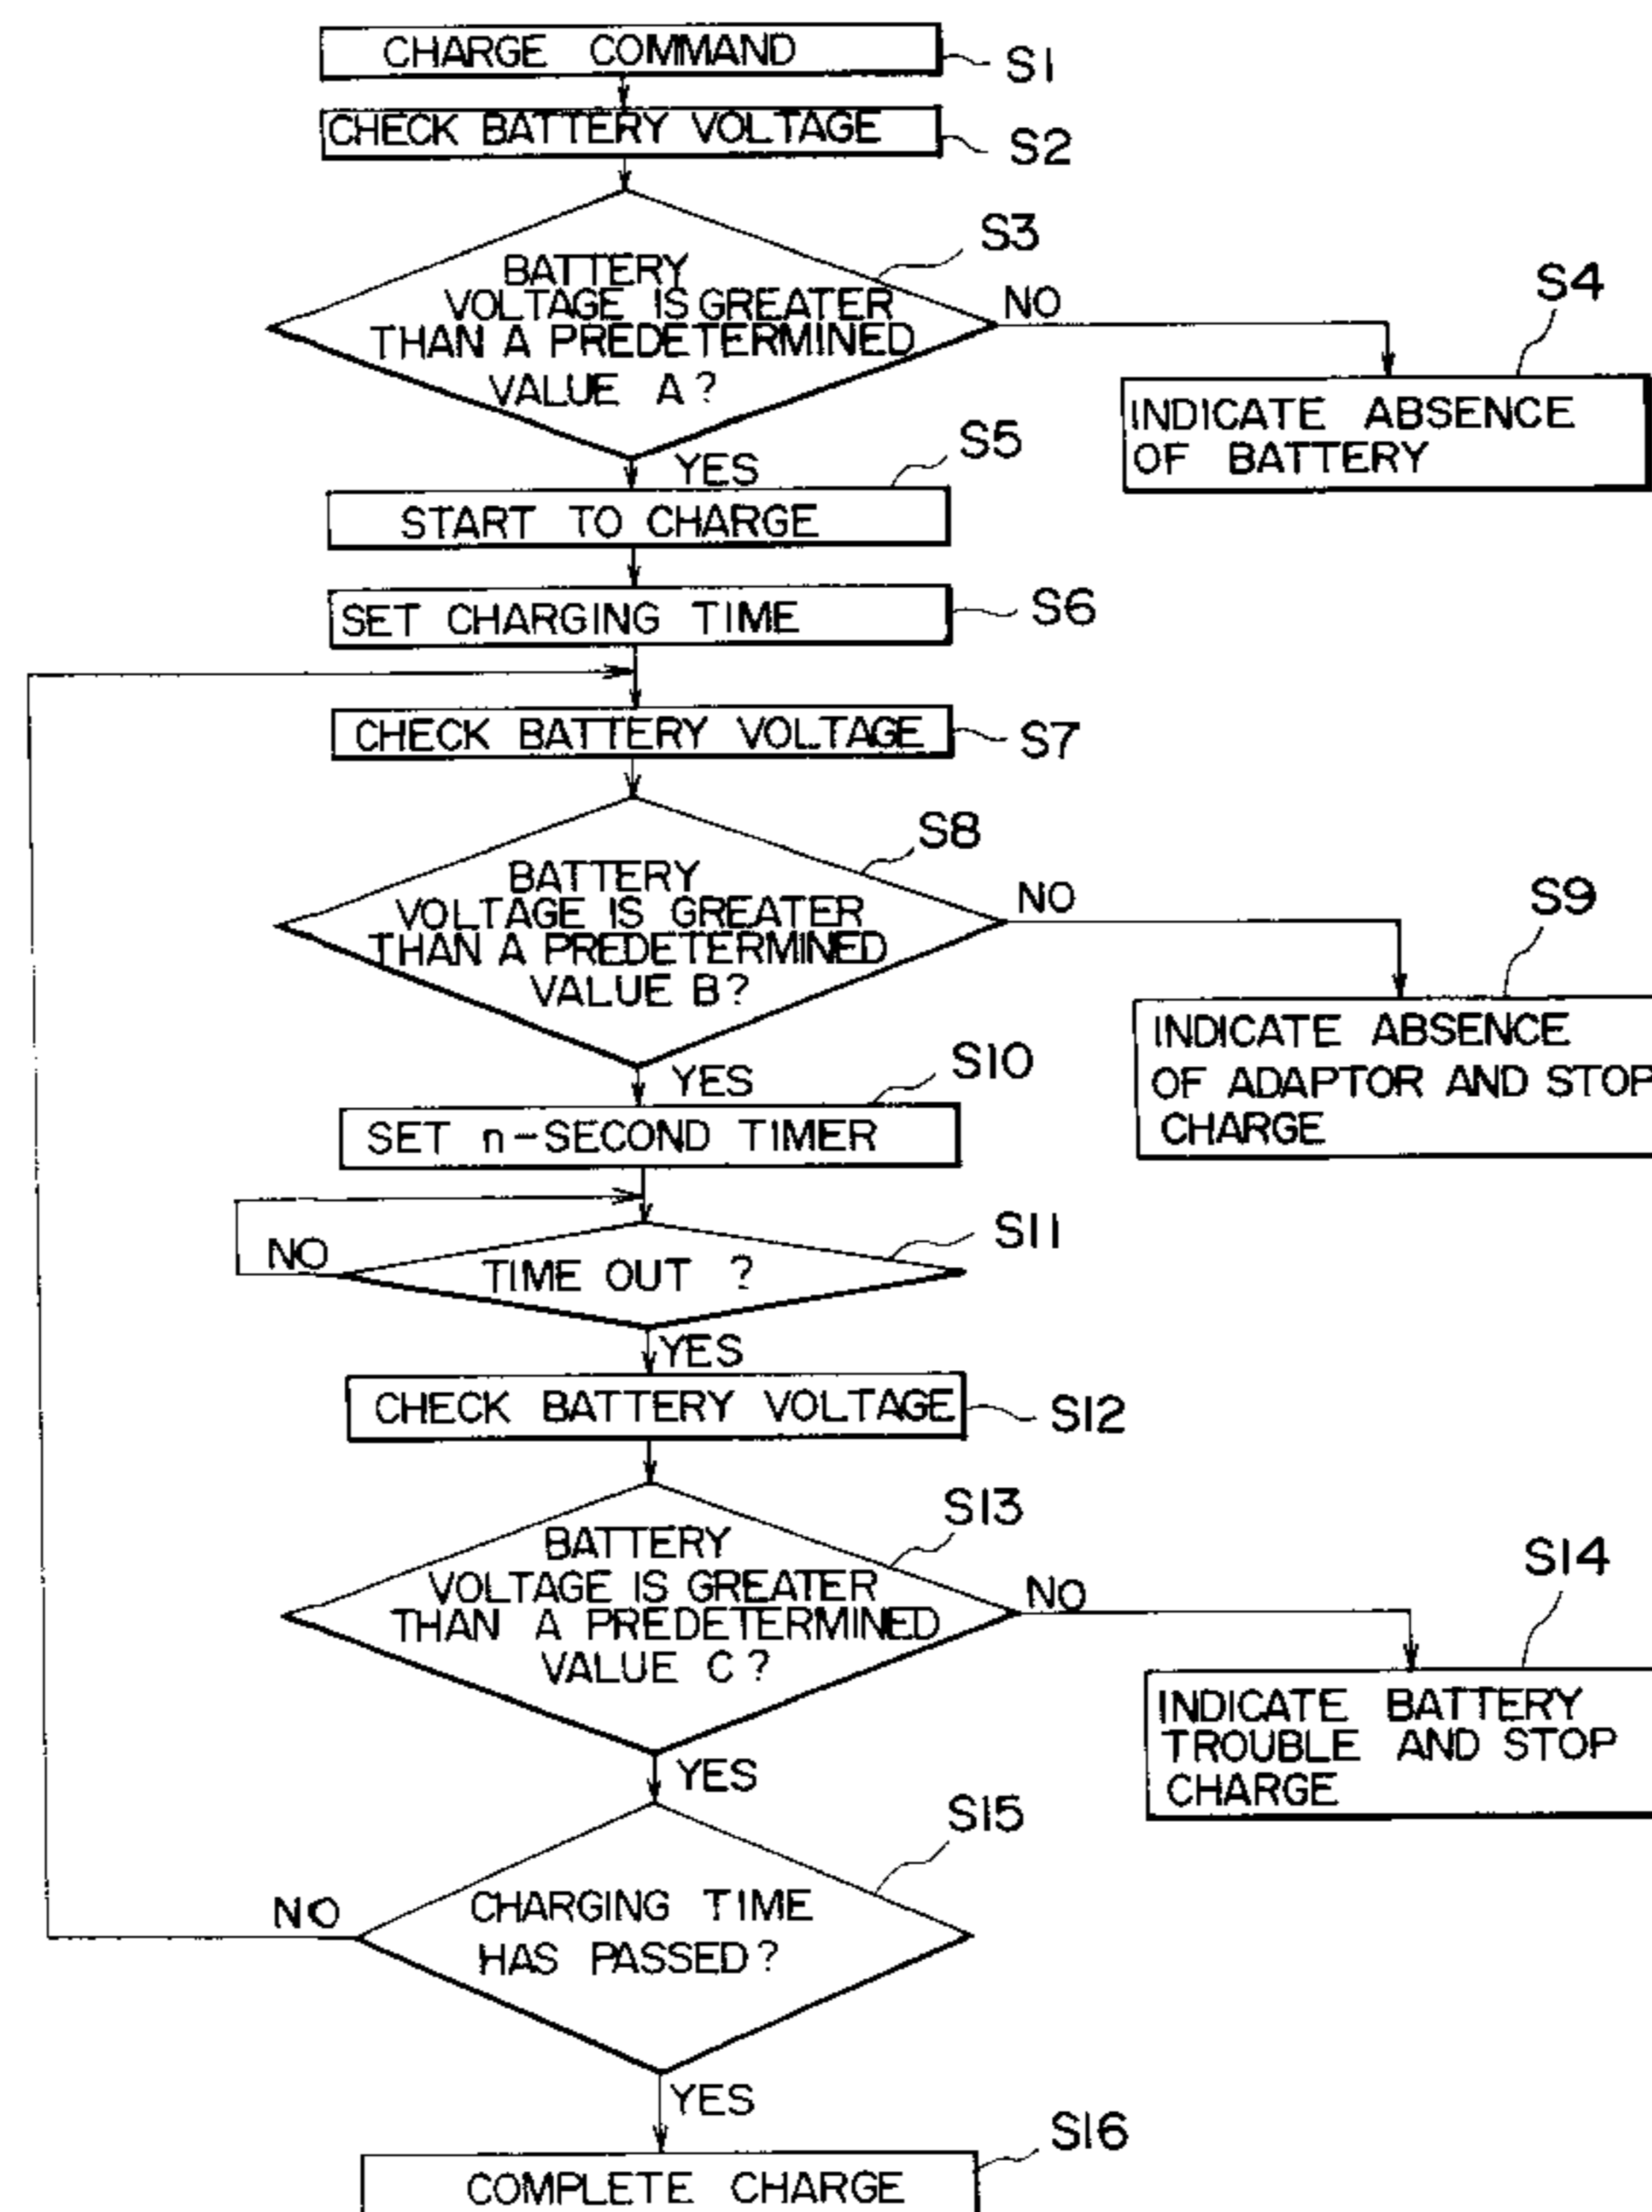 CHARGE COMMAND
S1
CHECK BATTERY VOLTAGE
S2
BATTERY
VOLTAGE IS GREATER
THAN A PREDETERMINED
VALUE A?
S3
NO
S4
INDICATE ABSENCE
OF BATTERY
YES
S5
START TO CHARGE
SET CHARGING TIME
S6
CHECK BATTERY VOLTAGE
S7
BATTERY
VOLTAGE IS GREATER
THAN A PREDETERMINED
VALUE B?
S8
NO
S9
INDICATE ABSENCE
OF ADAPTOR AND STOP
CHARGE
YES
S10
SET n-SECOND TIMER
NO
TIME OUT ?
S11
YES
CHECK BATTERY VOLTAGE
S12
BATTERY
VOLTAGE IS GREATER
THAN A PREDETERMINED
VALUE C?
S13
NO
S14
INDICATE BATTERY
TROUBLE AND STOP
CHARGE
YES
S15
NO
CHARGING TIME
HAS PASSED?
YES
S16
COMPLETE CHARGE